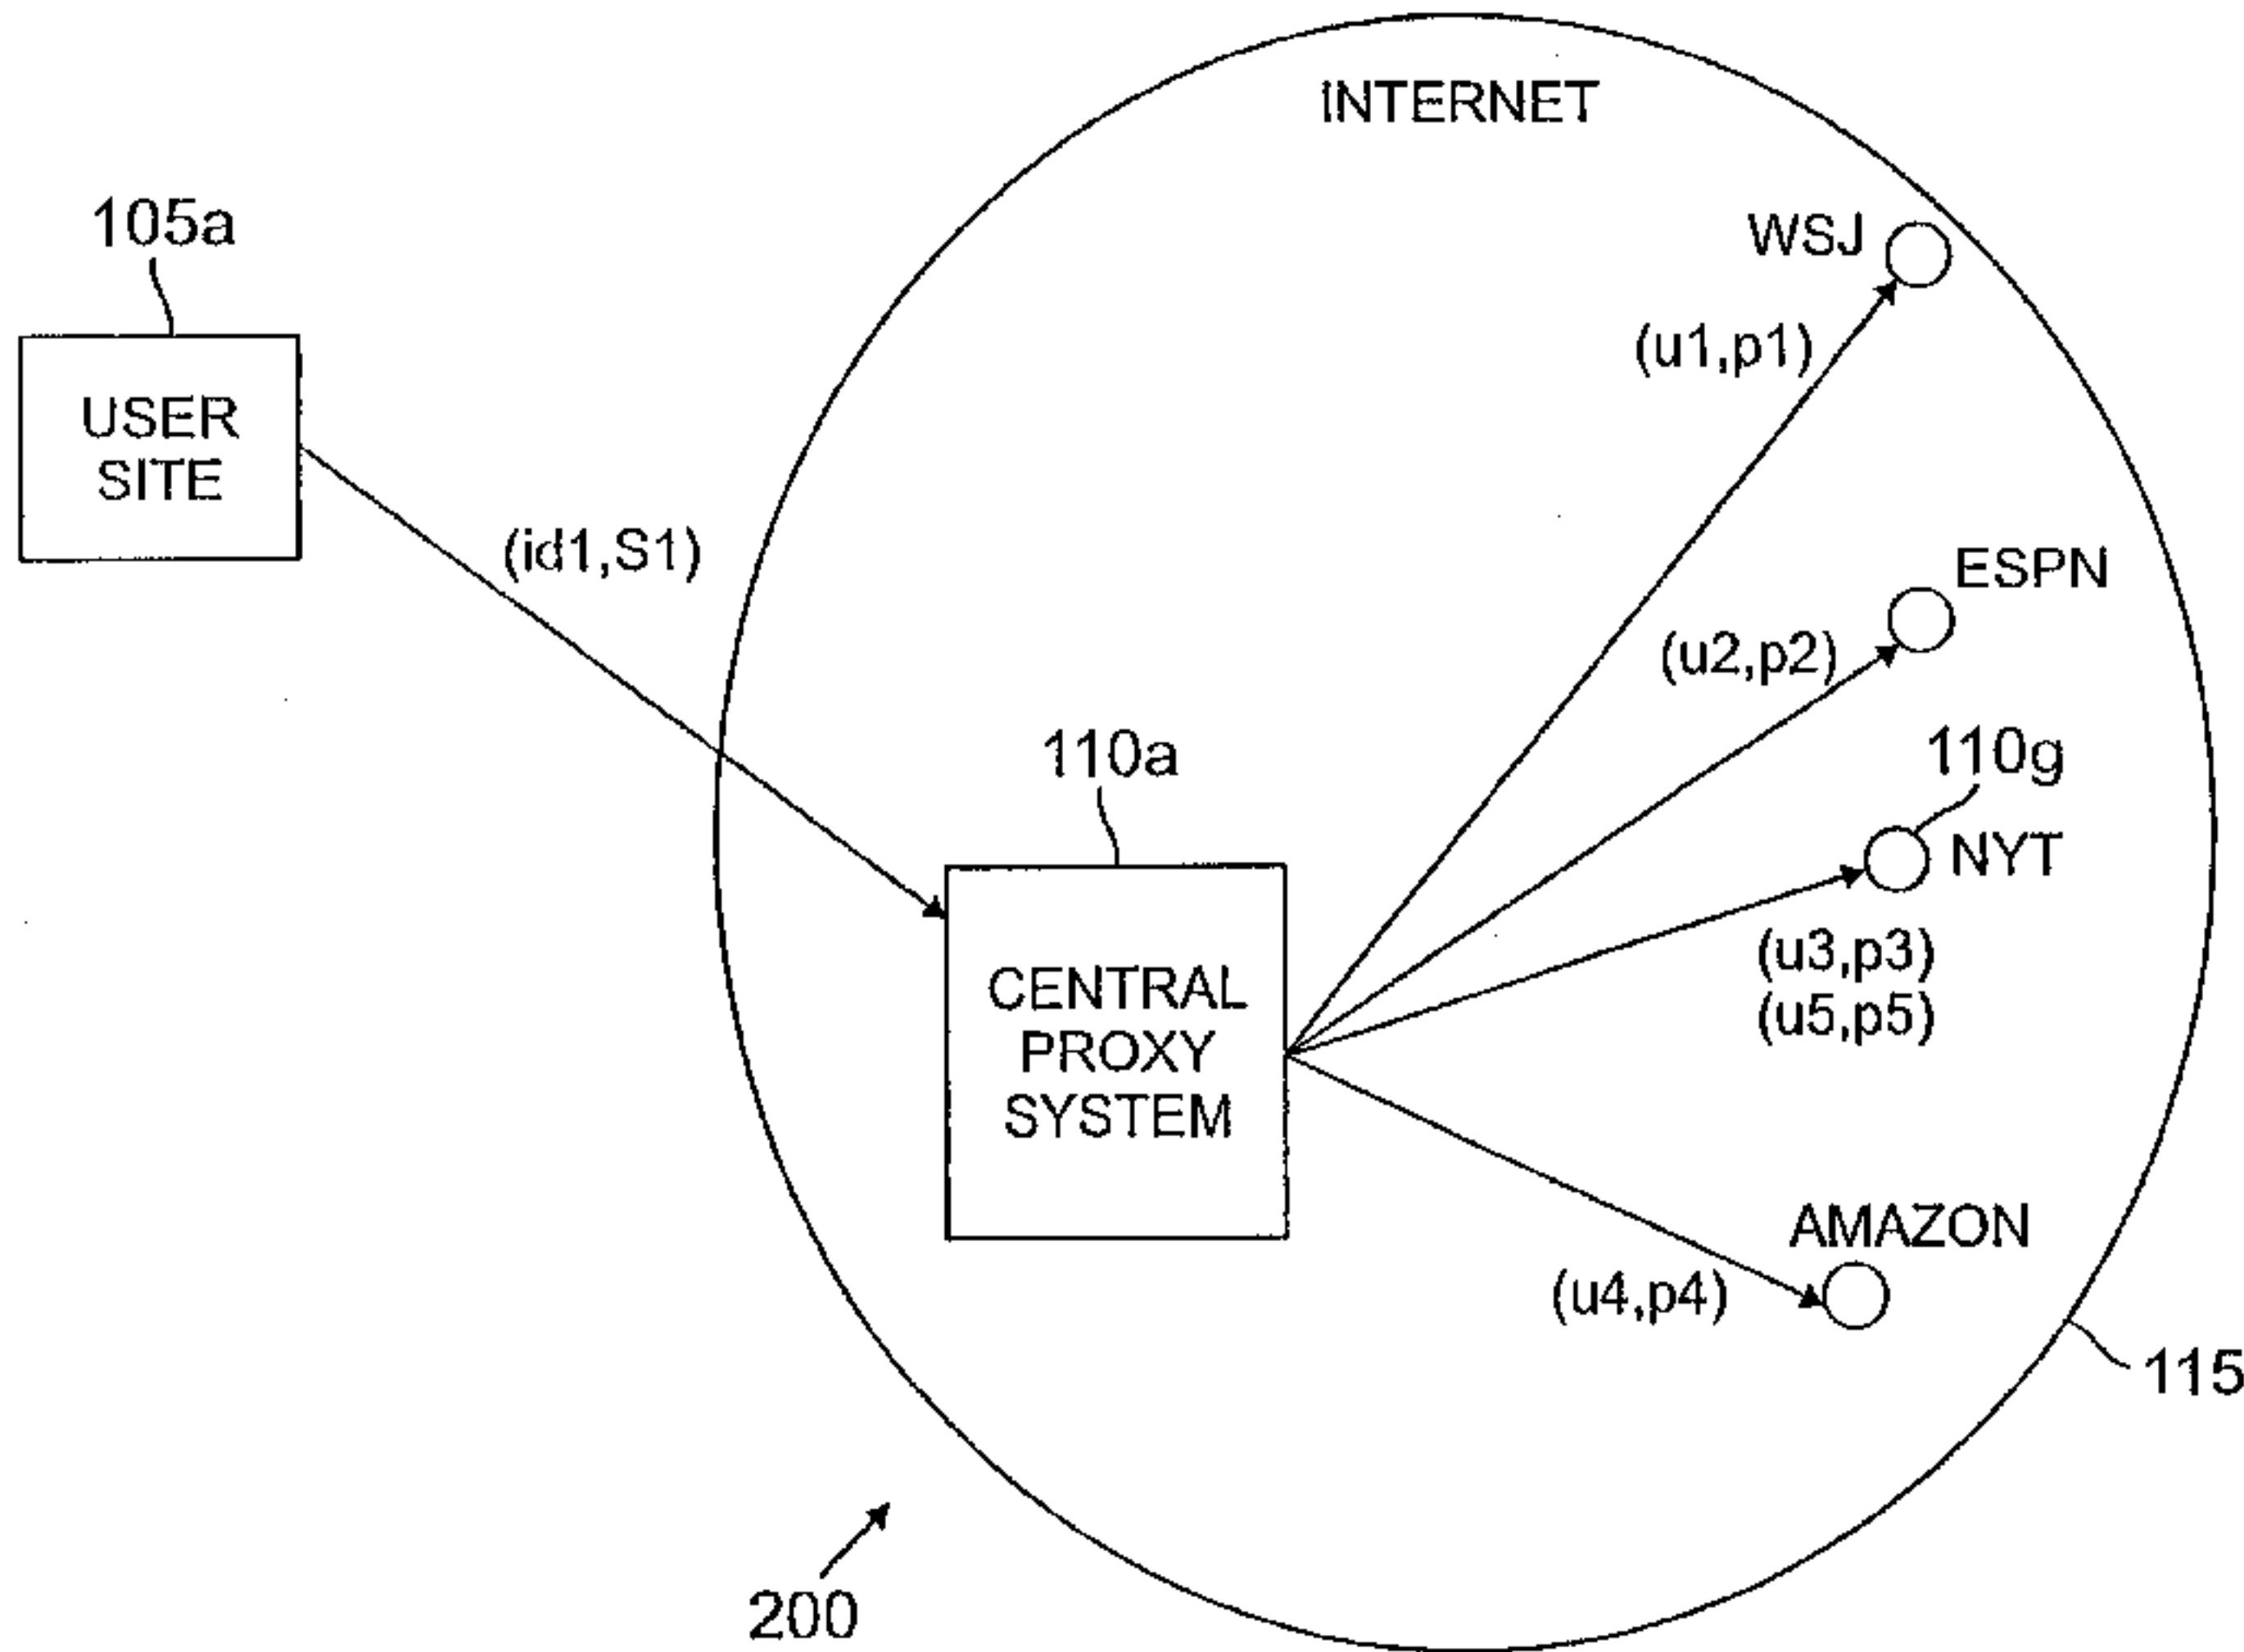 INTERNET
105a
WSJ
(u1,p1)
USER
SITE
(id1,S1)
ESPN
(u2,p2)
110a
110g
NYT
(u3,p3)
(u5,p5)
CENTRAL
PROXY
SYSTEM
AMAZON
(u4,p4)
115
200